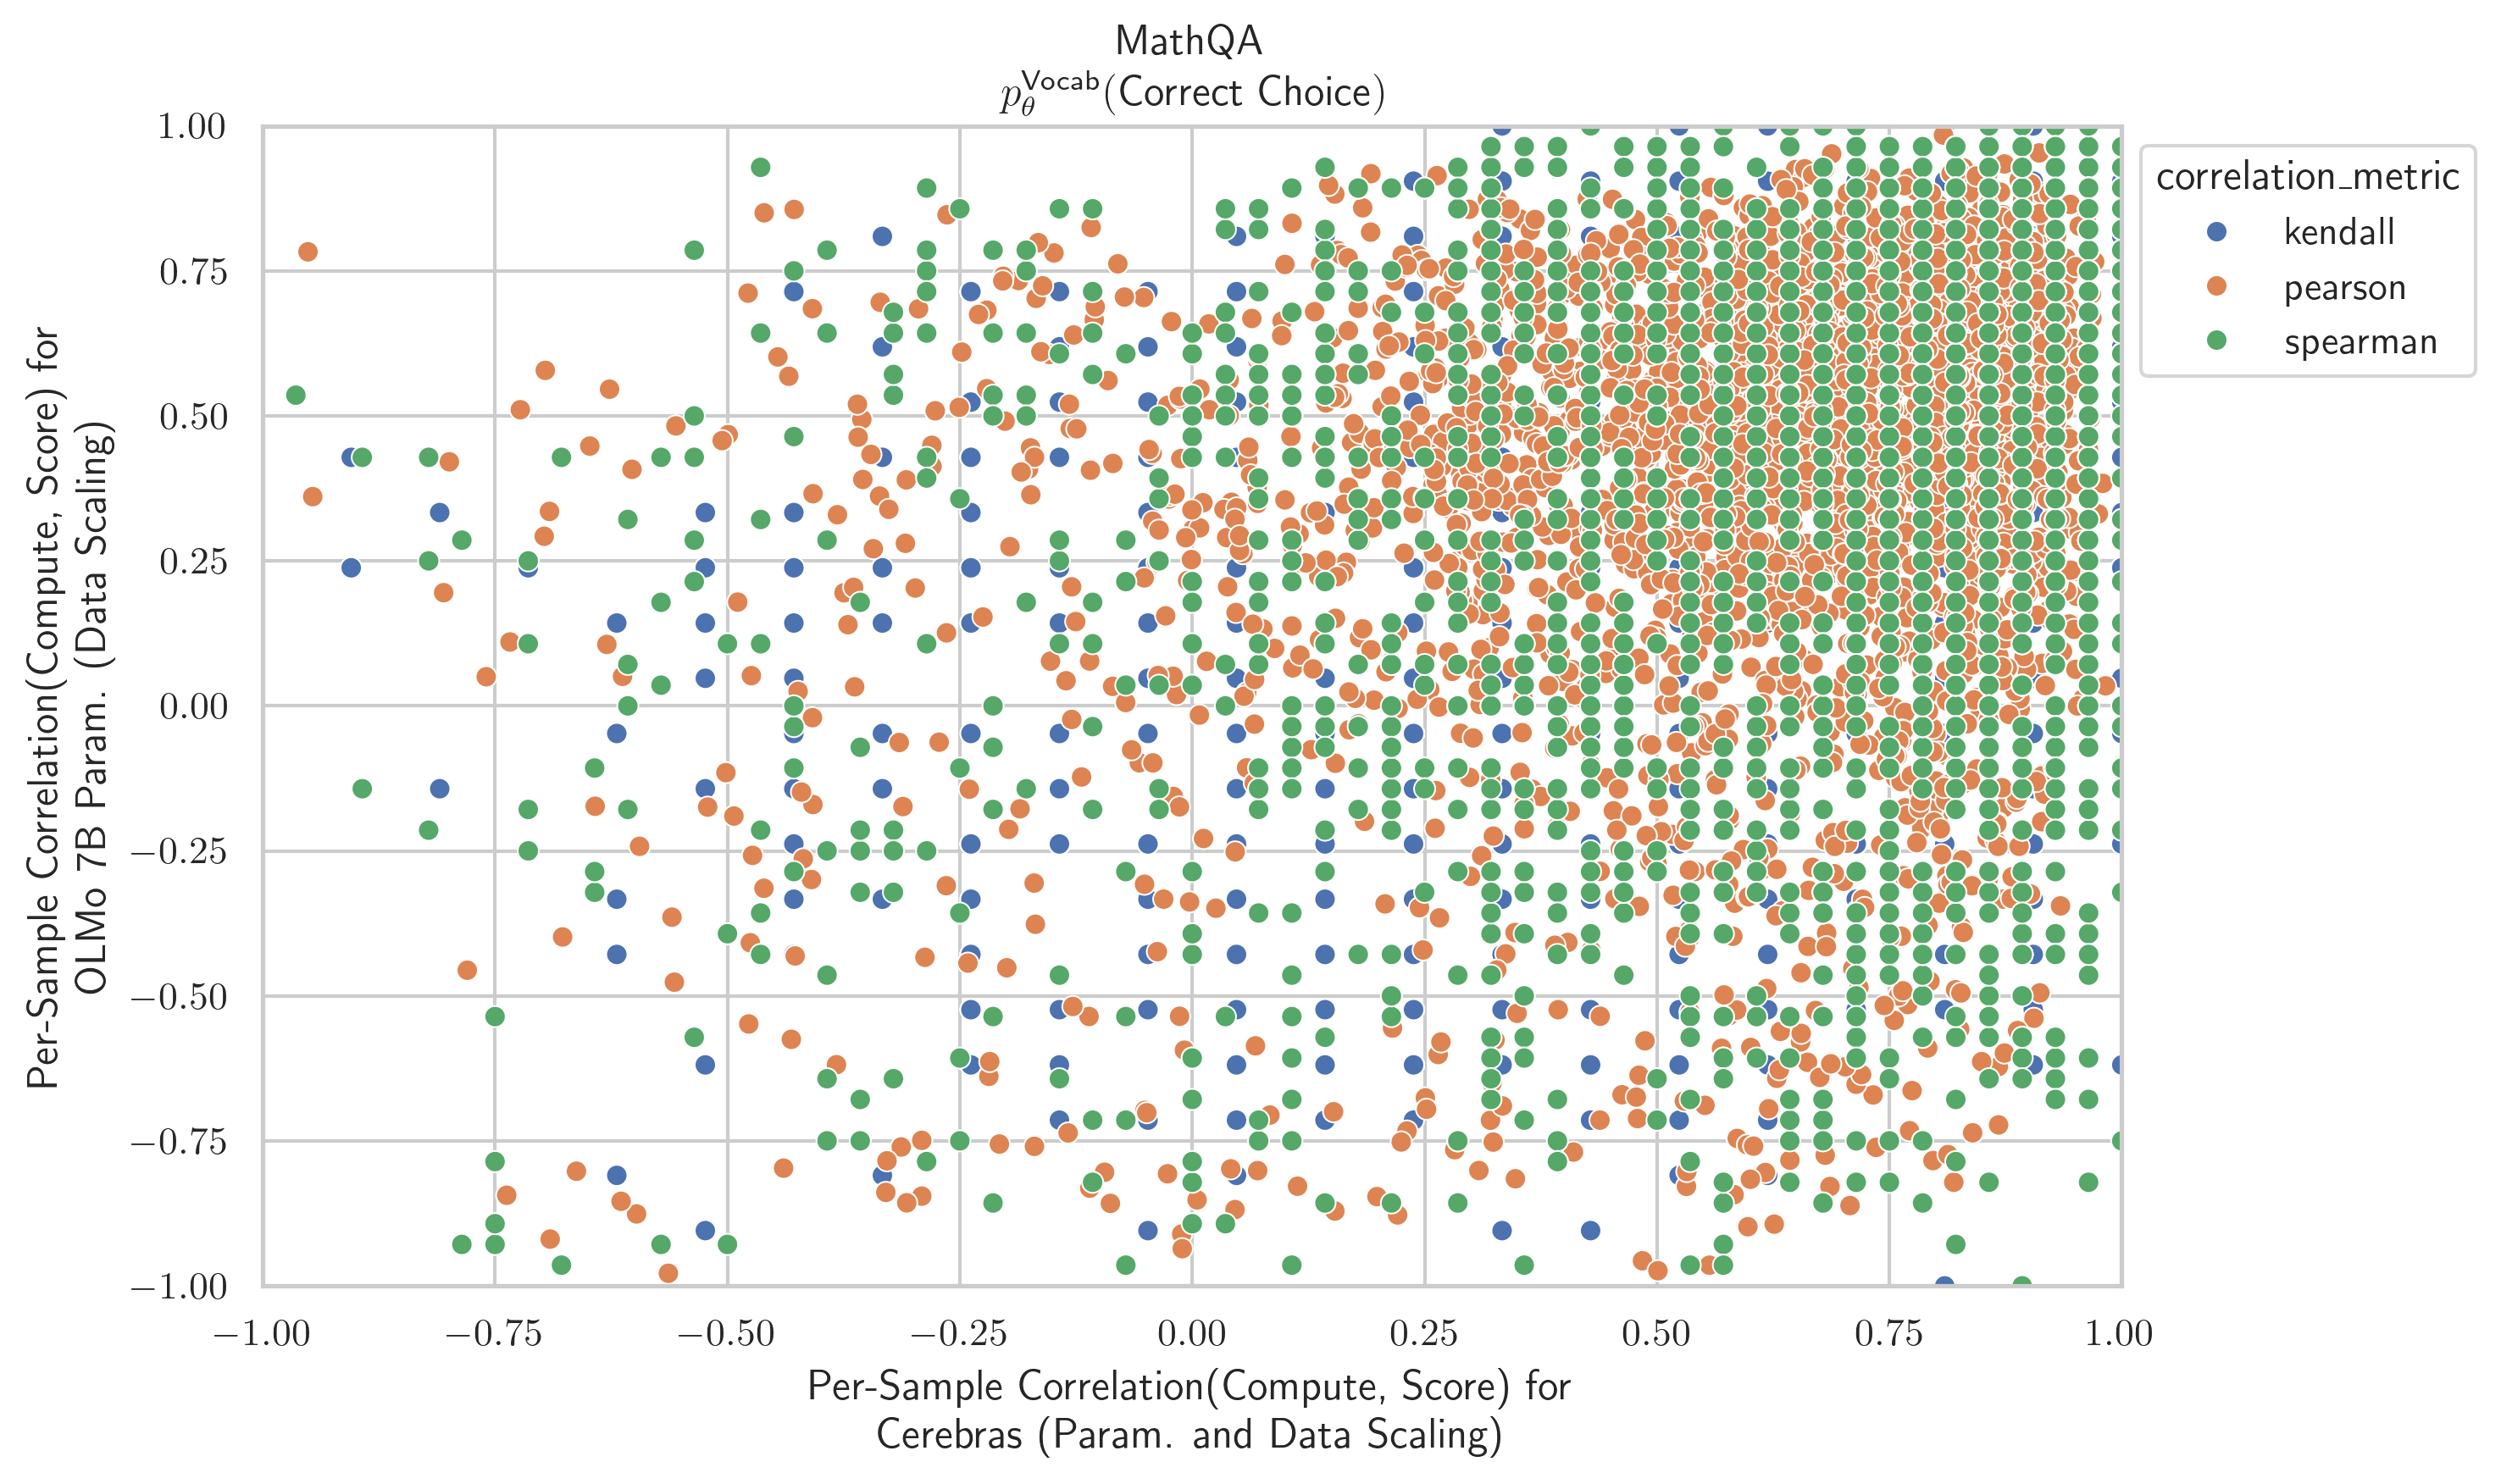 MathQA
p_θ^Vocab(Correct Choice)
Per-Sample Correlation(Compute, Score) for
OLMo 7B Param. (Data Scaling)
1.00
0.75
0.50
0.25
0.00
−0.25
−0.50
−0.75
−1.00
−1.00 −0.75 −0.50 −0.25 0.00 0.25 0.50 0.75 1.00
Per-Sample Correlation(Compute, Score) for
Cerebras (Param. and Data Scaling)
correlation_metric
kendall
pearson
spearman